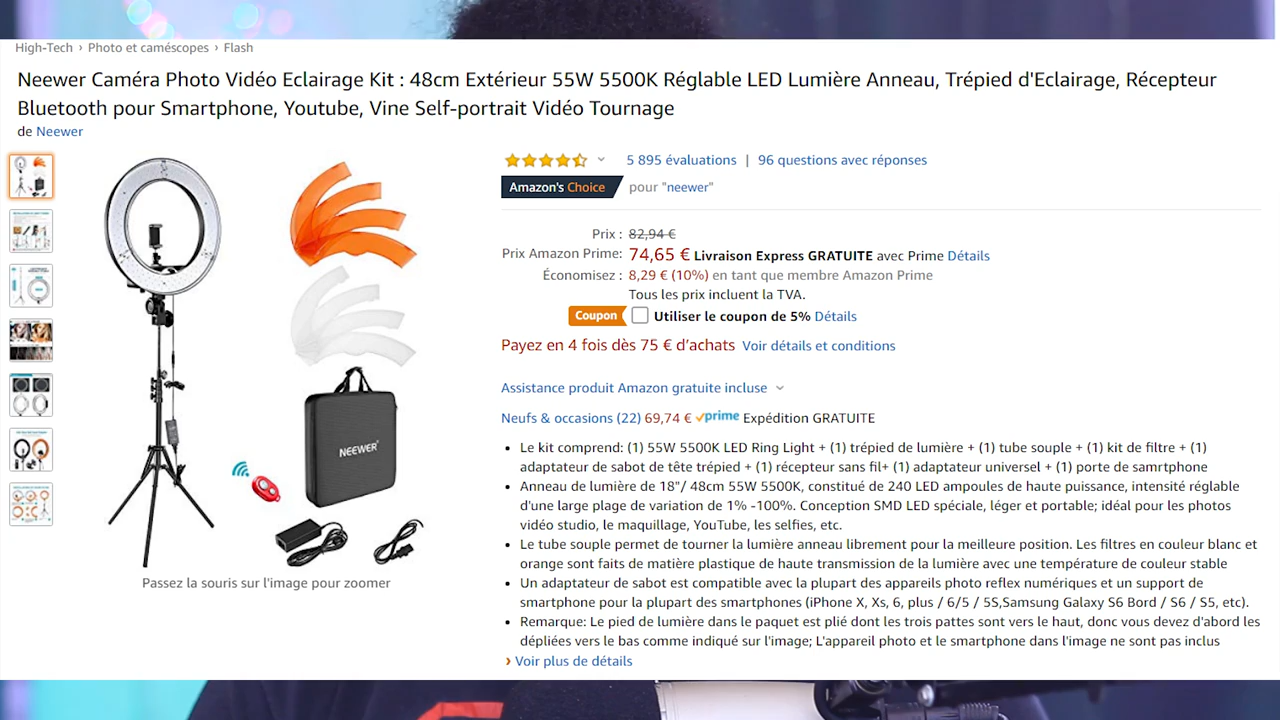 High-Tech › Photo et caméscopes › Flash
Neewer Caméra Photo Vidéo Eclairage Kit : 48cm Extérieur 55W 5500K Réglable LED Lumière Anneau, Trépied d'Eclairage, Récepteur
Bluetooth pour Smartphone, Youtube, Vine Self-portrait Vidéo Tournage
de Neewer
5 895 évaluations | 96 questions avec réponses
Amazon's Choice pour "neewer"
Prix : 82,94 €
Prix Amazon Prime: 74,65 € Livraison Express GRATUITE avec Prime Détails
Économisez : 8,29 € (10%) en tant que membre Amazon Prime
Tous les prix incluent la TVA.
Coupon Utiliser le coupon de 5% Détails
Payez en 4 fois dès 75 € d'achats Voir détails et conditions
Assistance produit Amazon gratuite incluse
Neufs & occasions (22) 69,74 € prime Expédition GRATUITE
• Le kit comprend: (1) 55W 5500K LED Ring Light + (1) trépied de lumière + (1) tube souple + (1) kit de filtre + (1)
adaptateur de sabot de tête trépied + (1) récepteur sans fil+ (1) adaptateur universel + (1) porte de samrtphone
• Anneau de lumière de 18"/ 48cm 55W 5500K, constitué de 240 LED ampoules de haute puissance, intensité réglable
d'une large plage de variation de 1% -100%. Conception SMD LED spéciale, léger et portable; idéal pour les photos
vidéo studio, le maquillage, YouTube, les selfies, etc.
• Le tube souple permet de tourner la lumière anneau librement pour la meilleure position. Les filtres en couleur blanc et
orange sont faits de matière plastique de haute transmission de la lumière avec une température de couleur stable
• Un adaptateur de sabot est compatible avec la plupart des appareils photo reflex numériques et un support de
smartphone pour la plupart des smartphones (iPhone X, Xs, 6, plus / 6/5 / 5S,Samsung Galaxy S6 Bord / S6 / S5, etc).
• Remarque: Le pied de lumière dans le paquet est plié dont les trois pattes sont vers le haut, donc vous devez d'abord les
dépliées vers le bas comme indiqué sur l'image; L'appareil photo et le smartphone dans l'image ne sont pas inclus
› Voir plus de détails
NEEWER
Passez la souris sur l'image pour zoomer